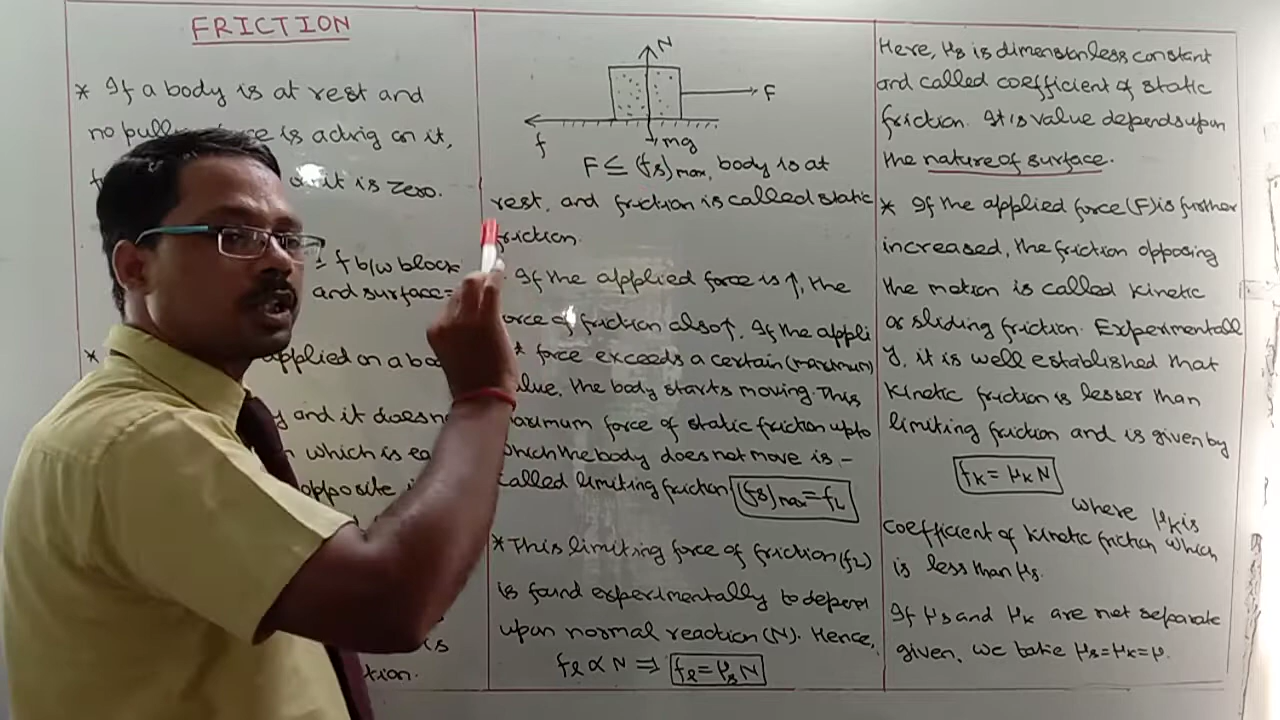 FRICTION
* If a body is at rest and
no pull is acting on it,
it is zero.
f b/w block
and surface =
* applied on a bo
y and it does no
n which is ea
opposite i
is
tion.
N
F
f
mg
F ≤ (fs)max, body is at
rest, and friction is called static
friction.
If the applied force is ↑, the
orce of friction also ↑. If the appli
* force exceeds a certain (maximum)
alue, the body starts moving. This
maximum force of static friction upto
which the body does not move is -
called limiting friction (fs)max = fL
* This limiting force of friction (fL)
is found experimentally to depend
upon normal reaction (N). Hence,
fl ∝ N ⇒ fl = μs N
Here, μs is dimensionless constant
and called coefficient of static
friction. It is value depends upon
the nature of surface.
* If the applied force (F) is further
increased, the friction opposing
the motion is called kinetic
or sliding friction. Experimentall
y, it is well established that
kinetic friction is lesser than
limiting friction and is given by
fk = μk N
where μk is
coefficient of kinetic friction which
is less than μs.
If μs and μk are not separate
given, we take μs = μk = μ.